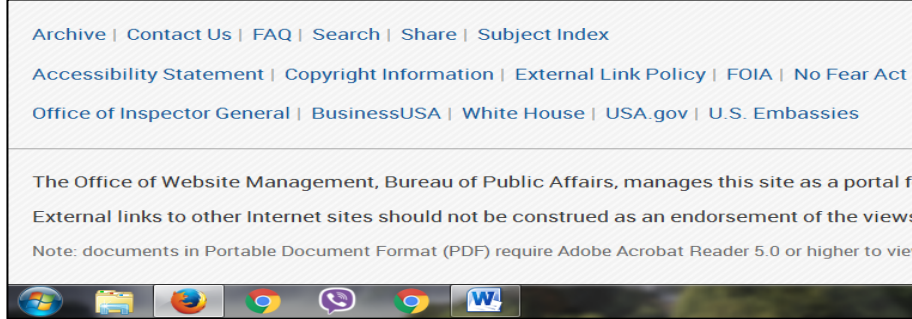 Archive | Contact Us | FAQ | Search | Share | Subject Index
Accessibility Statement | Copyright Information | External Link Policy | FOIA | No Fear Act
Office of Inspector General | BusinessUSA | White House | USA.gov | U.S. Embassies
The Office of Website Management, Bureau of Public Affairs, manages this site as a portal f
External links to other Internet sites should not be construed as an endorsement of the views
Note: documents in Portable Document Format (PDF) require Adobe Acrobat Reader 5.0 or higher to vie
W